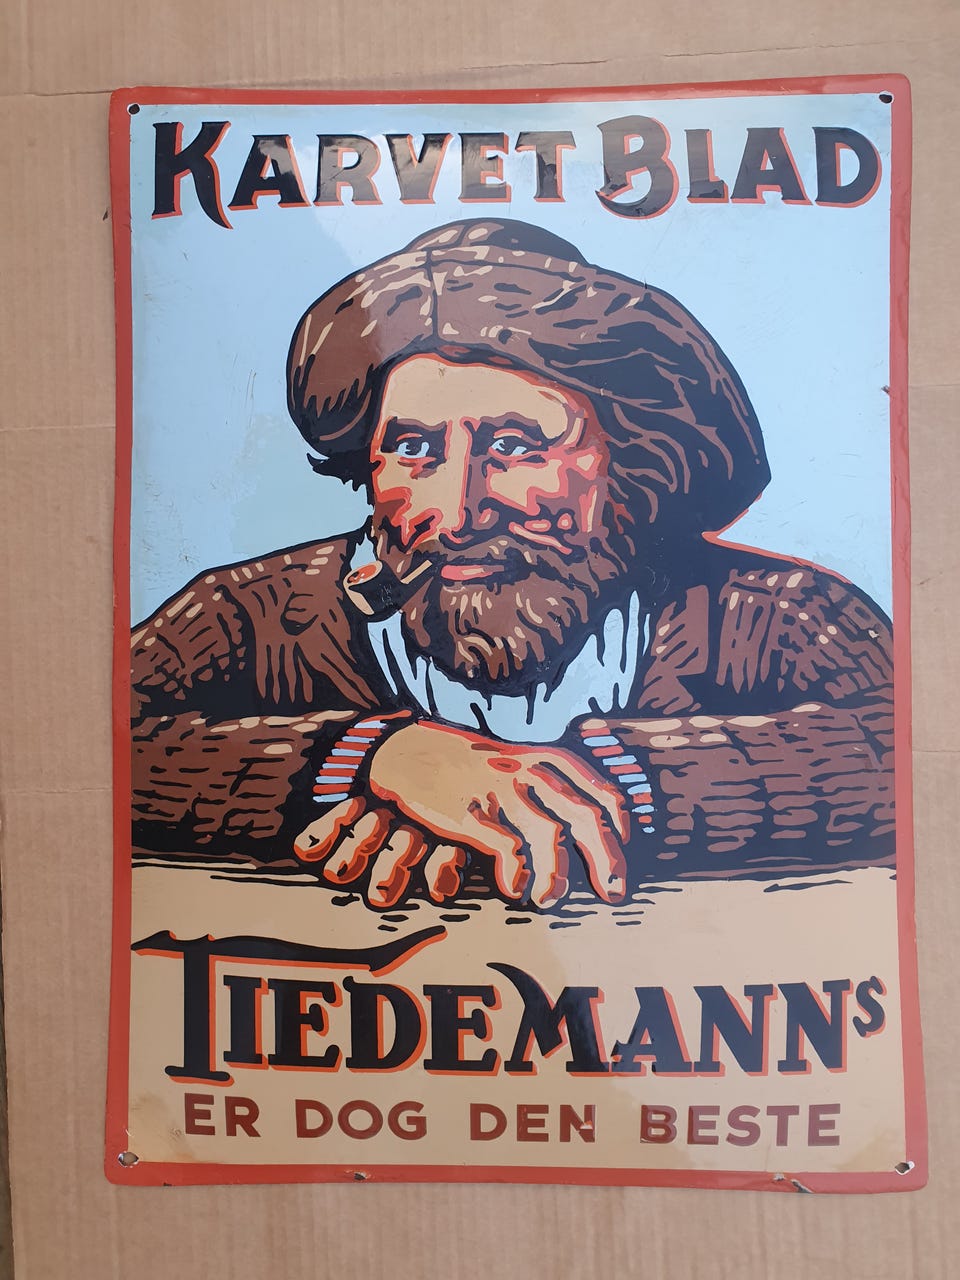 KARVET BLAD
TIEDEMANNS
ER DOG DEN BESTE